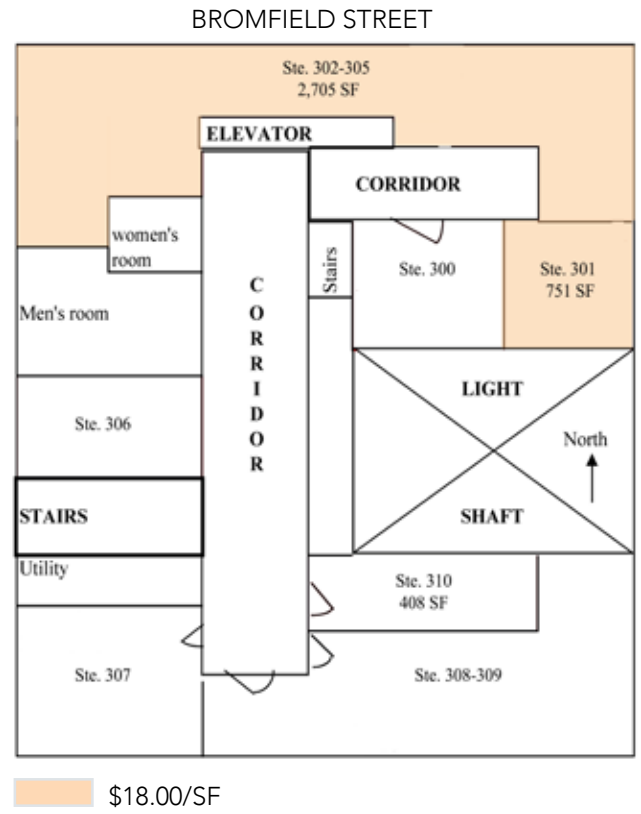 BROMFIELD STREET
Ste. 302-305
2,705 SF
ELEVATOR
CORRIDOR
women's
room
Stairs
Ste. 300
Ste. 301
751 SF
C
O
R
R
I
D
O
R
Men's room
LIGHT
Ste. 306
North
STAIRS
SHAFT
Utility
Ste. 310
408 SF
Ste. 307
Ste. 308-309
$18.00/SF